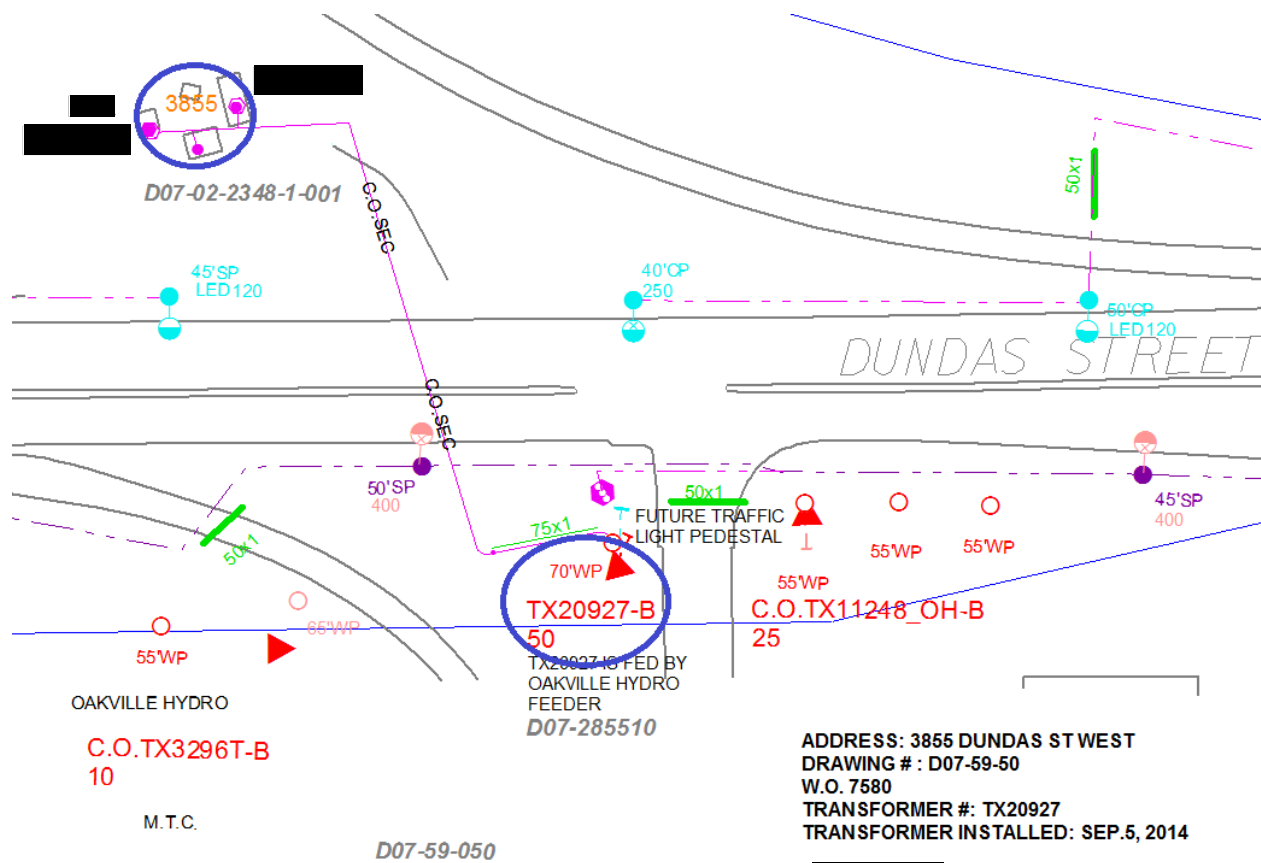 3855
D07-02-2348-1-001
C.O.SEC
50x1
45'SP
LED120
40'CP
250
50'CP
LED120
DUNDAS STREET
C.O.SEC
50'SP
400
50x1
45'SP
400
50x1
75x1
FUTURE TRAFFIC
LIGHT PEDESTAL
70'WP
55'WP
55'WP
55'WP
TX20927-B
50
C.O.TX11248_OH-B
25
65'WP
55'WP
TX20927 IS FED BY
OAKVILLE HYDRO
FEEDER
D07-285510
OAKVILLE HYDRO
C.O.TX3296T-B
10
M.T.C.
D07-59-050
ADDRESS: 3855 DUNDAS ST WEST
DRAWING # : D07-59-50
W.O. 7580
TRANSFORMER #: TX20927
TRANSFORMER INSTALLED: SEP.5, 2014